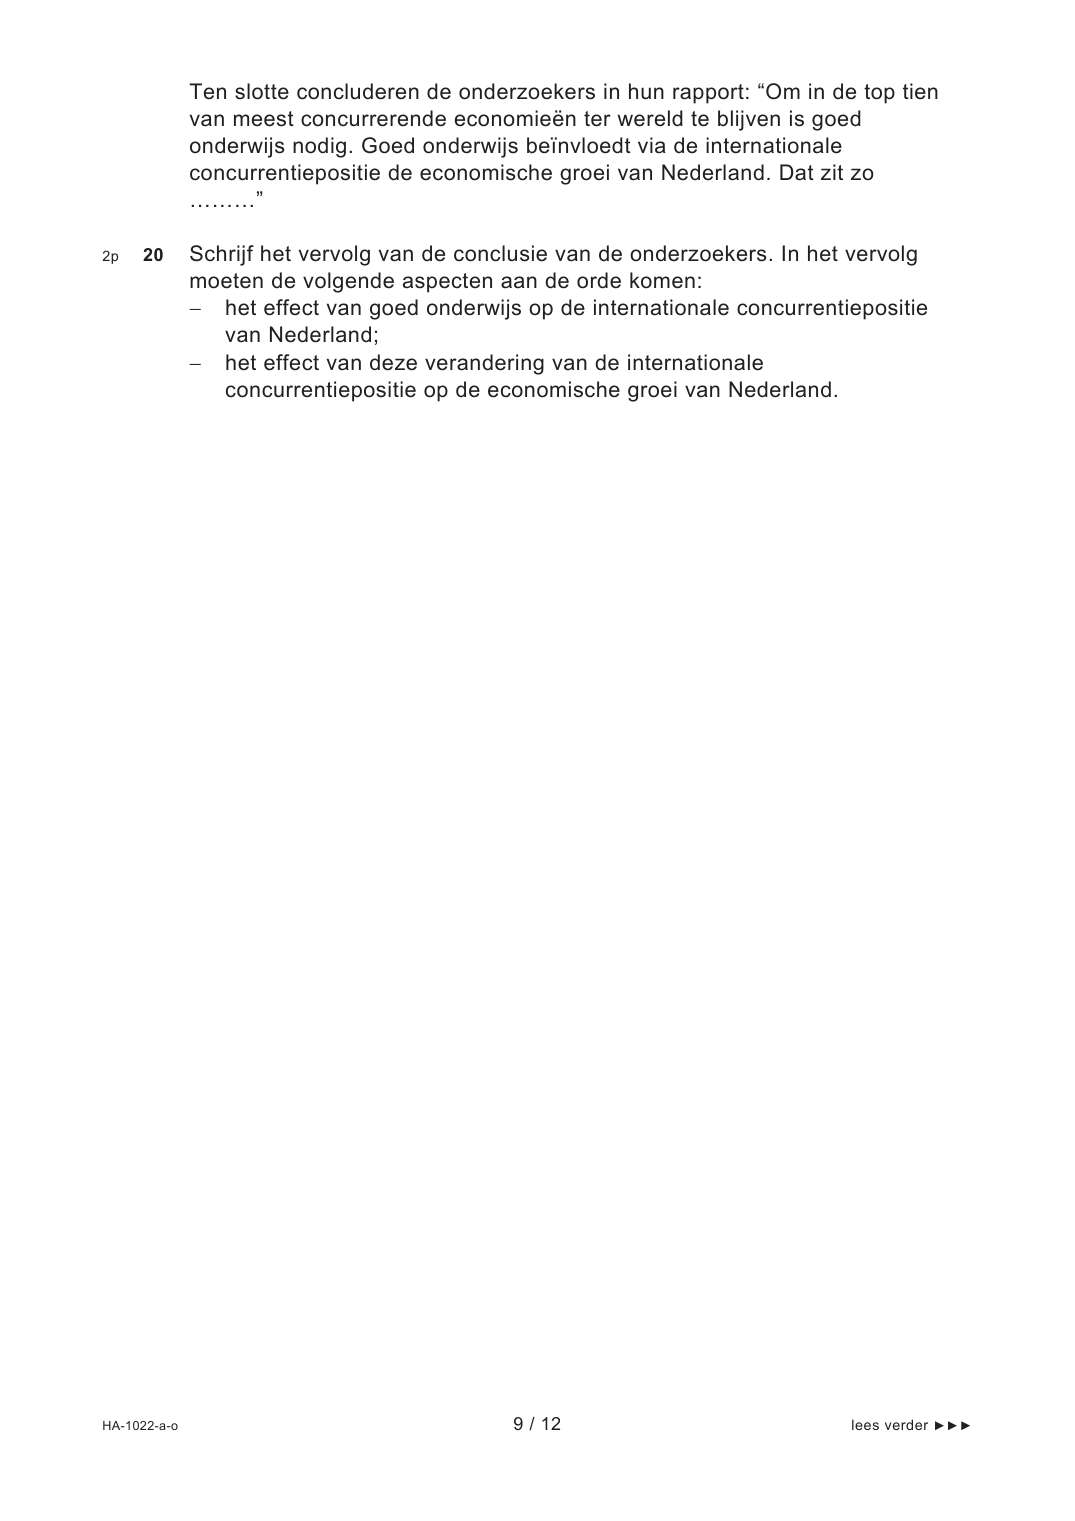 Ten slotte concluderen de onderzoekers in hun rapport: “Om in de top tien
van meest concurrerende economieën ter wereld te blijven is goed
onderwijs nodig. Goed onderwijs beïnvloedt via de internationale
concurrentiepositie de economische groei van Nederland. Dat zit zo
………”
2p 20 Schrijf het vervolg van de conclusie van de onderzoekers. In het vervolg
moeten de volgende aspecten aan de orde komen:
– het effect van goed onderwijs op de internationale concurrentiepositie
van Nederland;
– het effect van deze verandering van de internationale
concurrentiepositie op de economische groei van Nederland.
HA-1022-a-o 9 / 12 lees verder ►►►